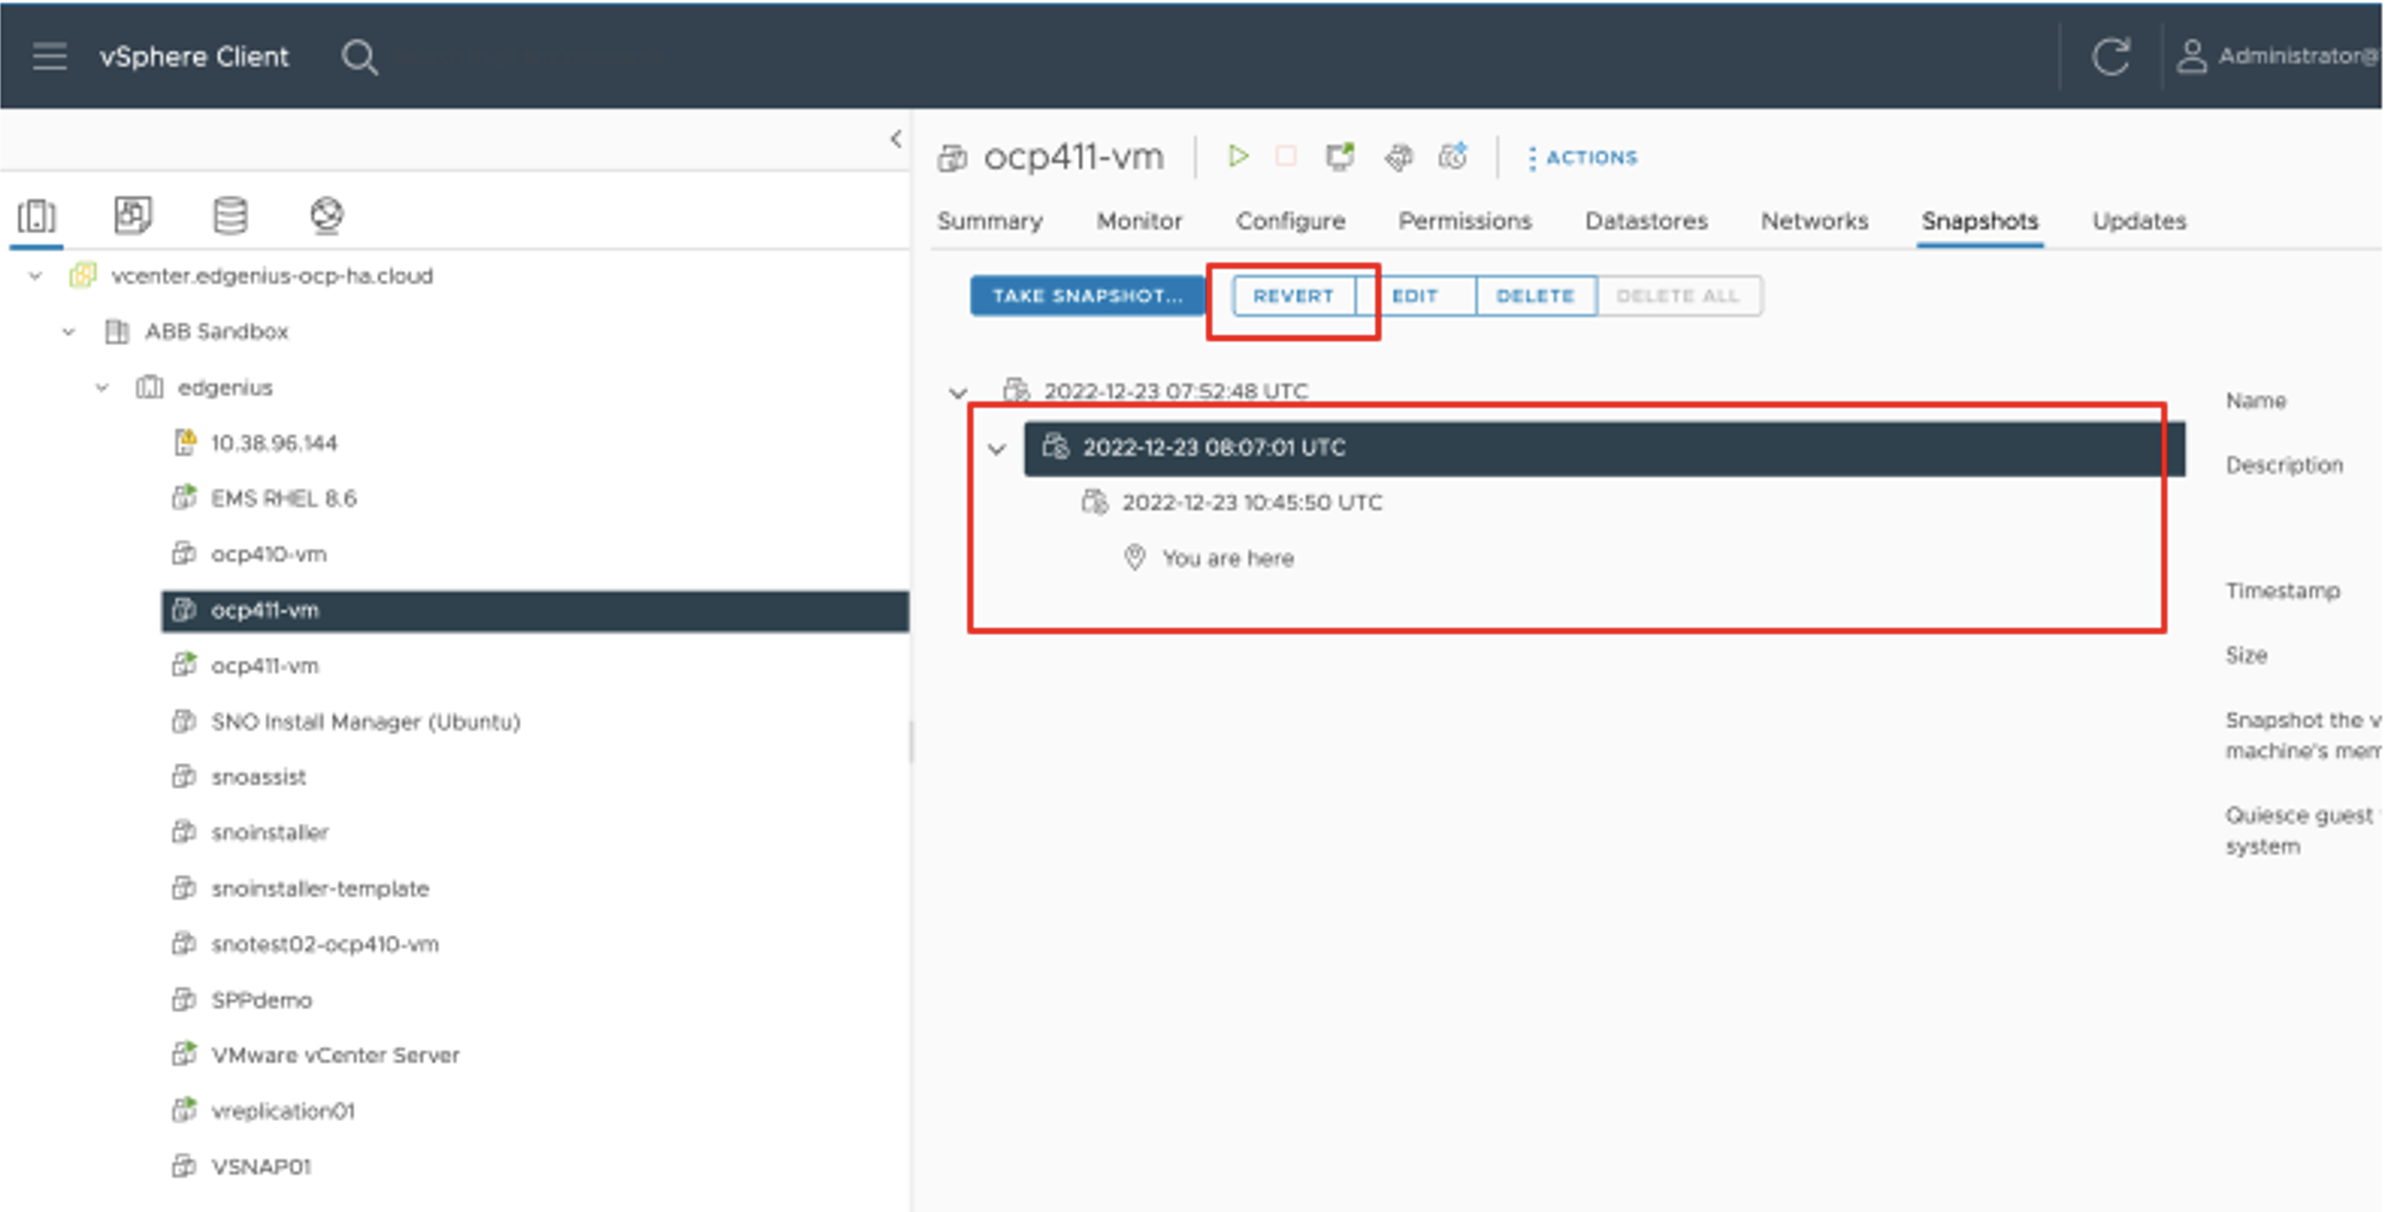 vSphere Client
Administrator@
ocp411-vm
ACTIONS
Summary Monitor Configure Permissions Datastores Networks Snapshots Updates
TAKE SNAPSHOT... REVERT EDIT DELETE DELETE ALL
vcenter.edgenius-ocp-ha.cloud
ABB Sandbox
edgenius
10.38.96.144
EMS RHEL 8.6
ocp410-vm
ocp411-vm
ocp411-vm
SNO Install Manager (Ubuntu)
snoassist
snoinstaller
snoinstaller-template
snotest02-ocp410-vm
SPPdemo
VMware vCenter Server
vreplication01
VSNAP01
2022-12-23 07:52:48 UTC
2022-12-23 08:07:01 UTC
2022-12-23 10:45:50 UTC
You are here
Name
Description
Timestamp
Size
Snapshot the v
machine's mem
Quiesce guest
system